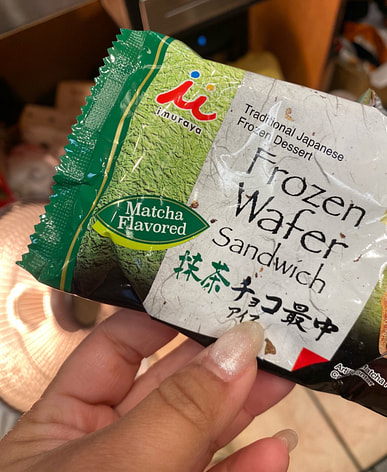 imuraya
Traditional Japanese
Frozen Dessert
Frozen
Wafer
Sandwich
Matcha
Flavored
抹茶チョコ最中
アイス